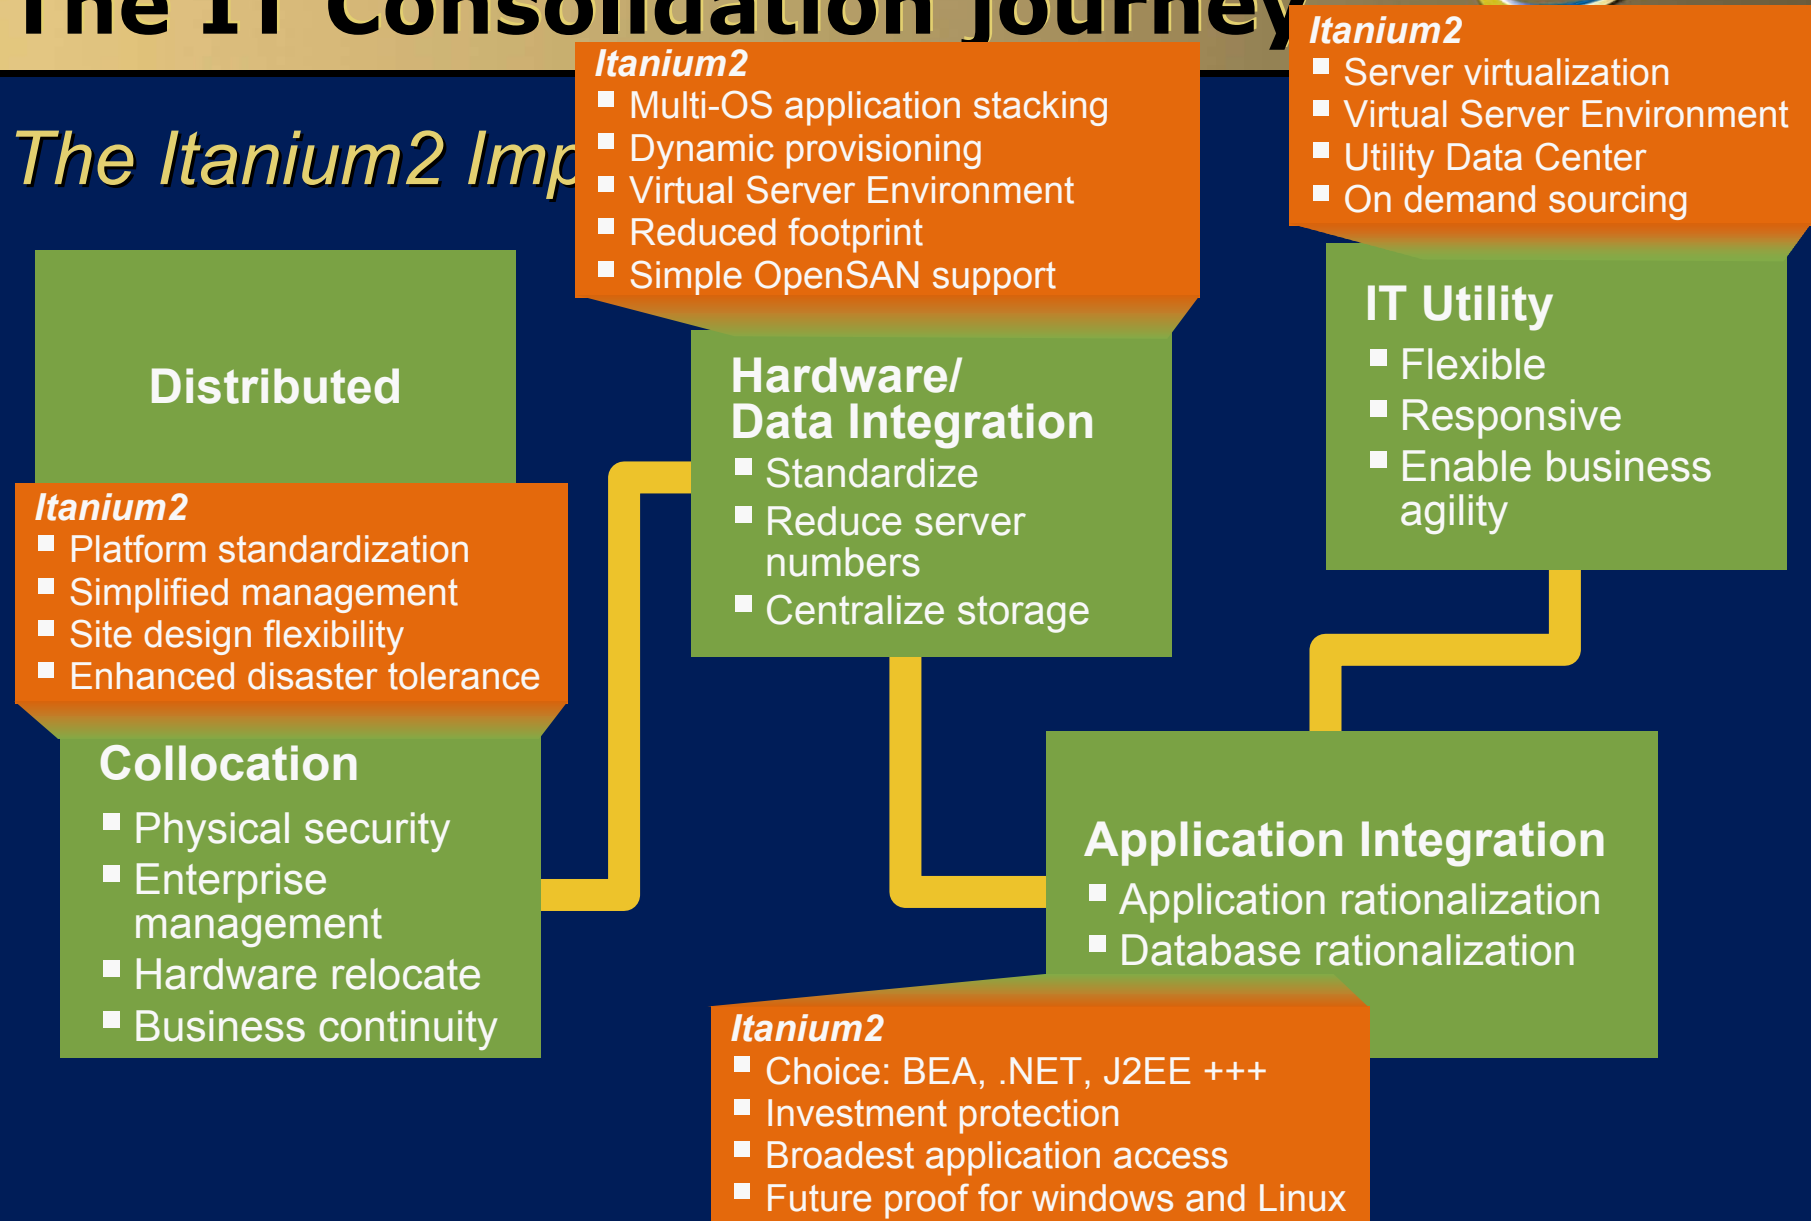 The IT Consolidation journey
The Itanium2 Imp
Itanium2
Multi-OS application stacking
Dynamic provisioning
Virtual Server Environment
Reduced footprint
Simple OpenSAN support
Itanium2
Server virtualization
Virtual Server Environment
Utility Data Center
On demand sourcing
Distributed
Itanium2
Platform standardization
Simplified management
Site design flexibility
Enhanced disaster tolerance
Collocation
Physical security
Enterprise
management
Hardware relocate
Business continuity
Hardware/
Data Integration
Standardize
Reduce server
numbers
Centralize storage
IT Utility
Flexible
Responsive
Enable business
agility
Application Integration
Application rationalization
Database rationalization
Itanium2
Choice: BEA, .NET, J2EE +++
Investment protection
Broadest application access
Future proof for windows and Linux